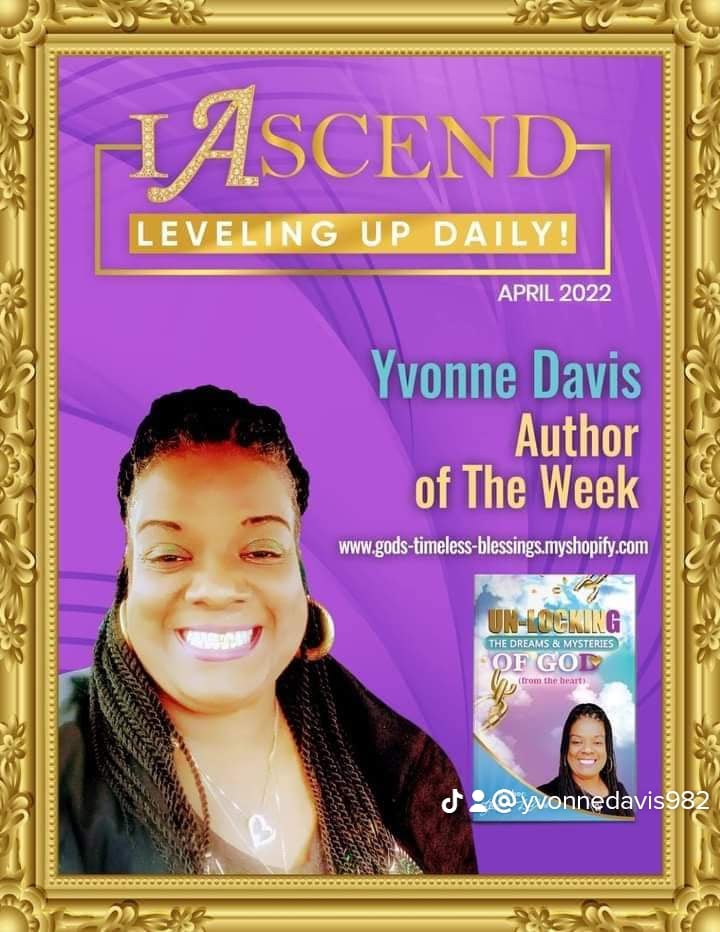 I ASCEND
LEVELING UP DAILY!
APRIL 2022
Yvonne Davis
Author
of The Week
www.gods-timeless-blessings.myshopify.com
UN-LOCKING
THE DREAMS & MYSTERIES
OF GOD
(from the heart)
@yvonnedavis982